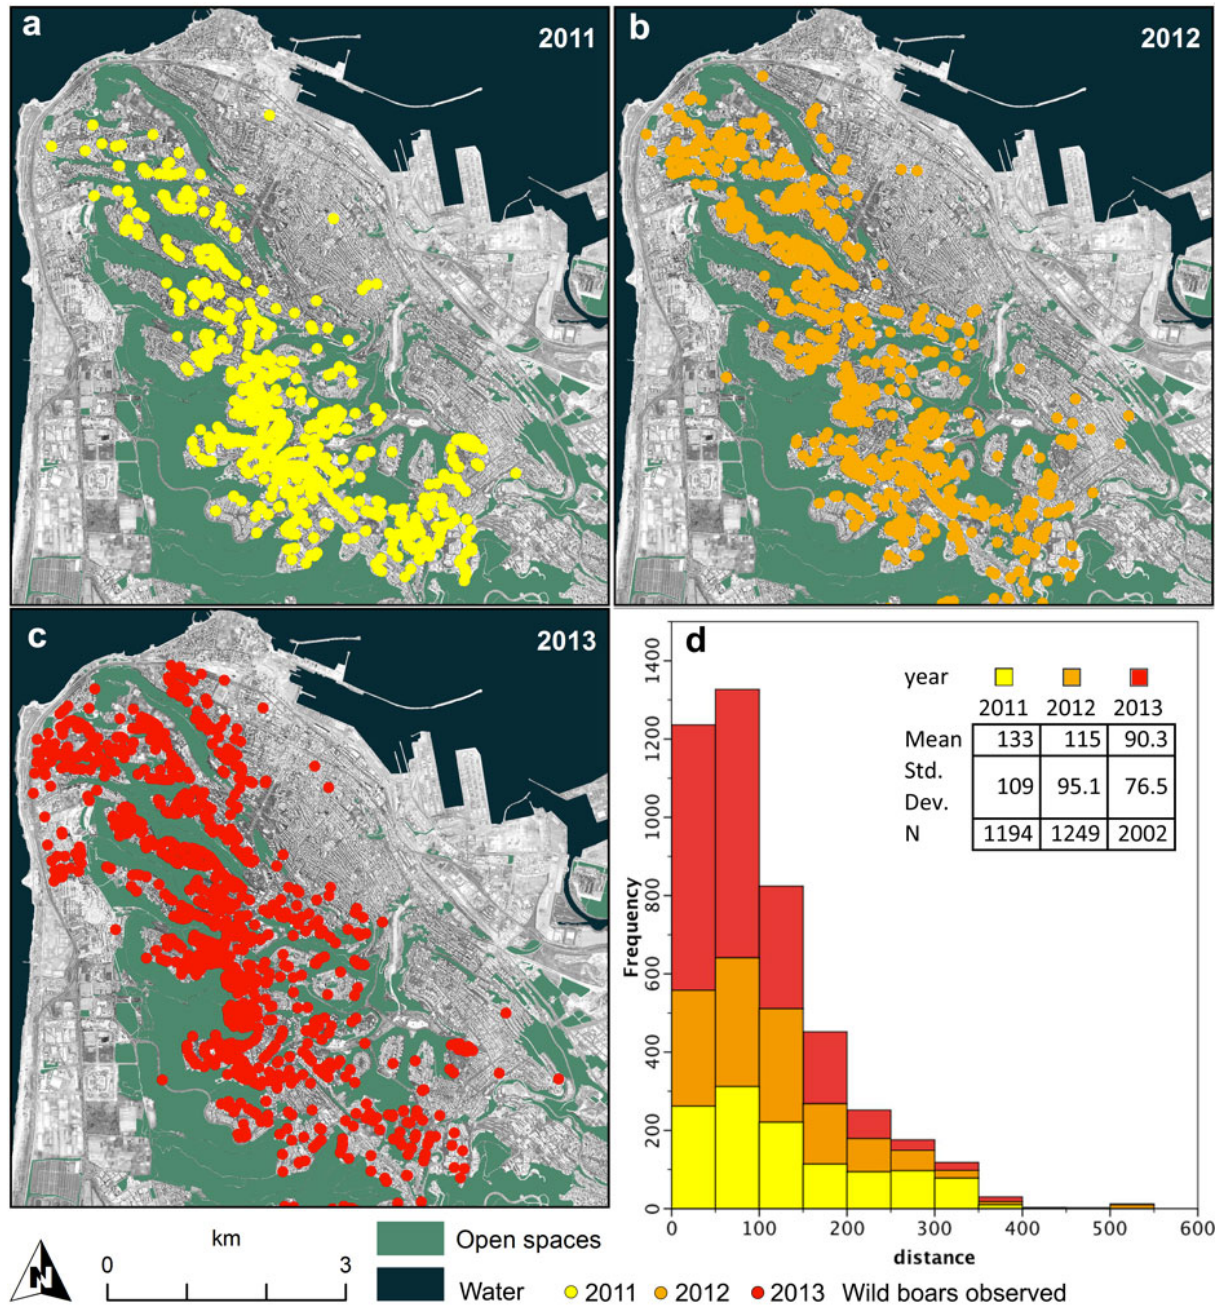 a
2011
b
2012
c
2013
d
1400
1200
1000
800
600
400
200
0
Frequency
year
2011 2012 2013
Mean 133 115 90.3
Std.
Dev. 109 95.1 76.5
N 1194 1249 2002
0 100 200 300 400 500 600
distance
N
km
0 3
Open spaces
Water
2011 2012 2013 Wild boars observed